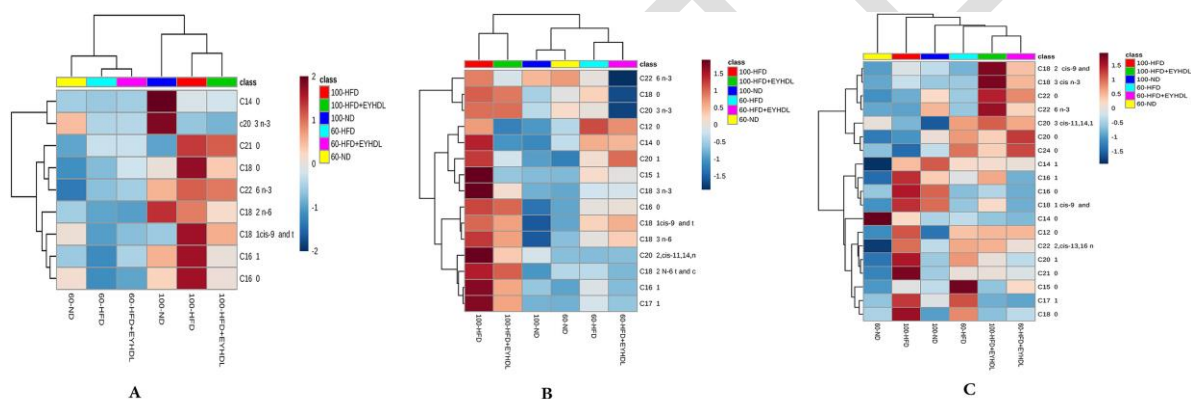 class
2
1
0
-1
-2
100-HFD
100-HFD+EYHDL
100-ND
60-HFD
60-HFD+EYHDL
60-ND
C14 0
c20 3 n-3
C21 0
C18 0
C22 6 n-3
C18 2 n-6
C18 1cis-9 and t
C16 1
C16 0
60-ND
60-HFD
60-HFD+EYHDL
100-ND
100-HFD
100-HFD+EYHDL
A
class
1.5
1
0.5
0
-0.5
-1
-1.5
class
100-HFD
100-HFD+EYHDL
100-ND
60-HFD
60-HFD+EYHDL
60-ND
C22 6 n-3
C18 0
C20 3 n-3
C12 0
C14 0
C20 1
C15 1
C18 3 n-3
C16 0
C18 1cis-9 and t
C18 3 n-6
C20 2,cis-11,14,n
C18 2 N-6 t and c
C16 1
C17 1
100-HFD
100-HFD+EYHDL
100-ND
60-ND
60-HFD
60-HFD+EYHDL
B
class
1.5
1
0.5
0
-0.5
-1
-1.5
class
100-HFD
100-HFD+EYHDL
100-ND
60-HFD
60-HFD+EYHDL
60-ND
C18 2 cis-9 and
C18 3 cis n-3
C22 0
C22 6 n-3
C20 3 cis-11,14,1
C20 0
C24 0
C14 1
C16 1
C16 0
C18 1 cis-9 and
C14 0
C12 0
C22 2,cis-13,16 n
C20 1
C21 0
C15 0
C17 1
C18 0
60-ND
100-HFD
100-ND
60-HFD
100-HFD+EYHDL
60-HFD+EYHDL
C